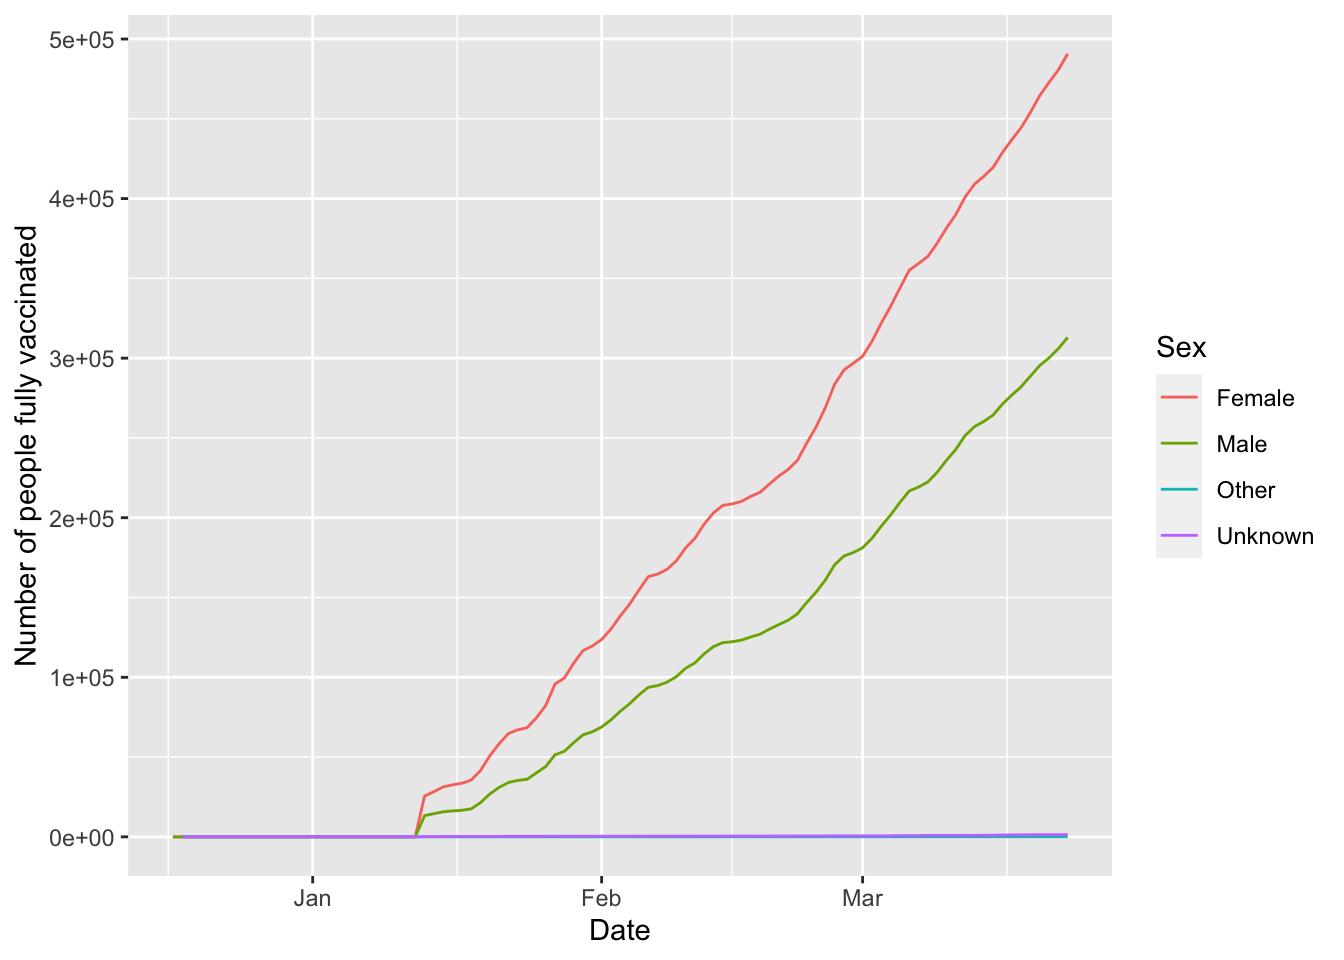 5e+05
4e+05
3e+05
2e+05
1e+05
0e+00
Number of people fully vaccinated
Jan Feb Mar
Date
Sex
Female
Male
Other
Unknown